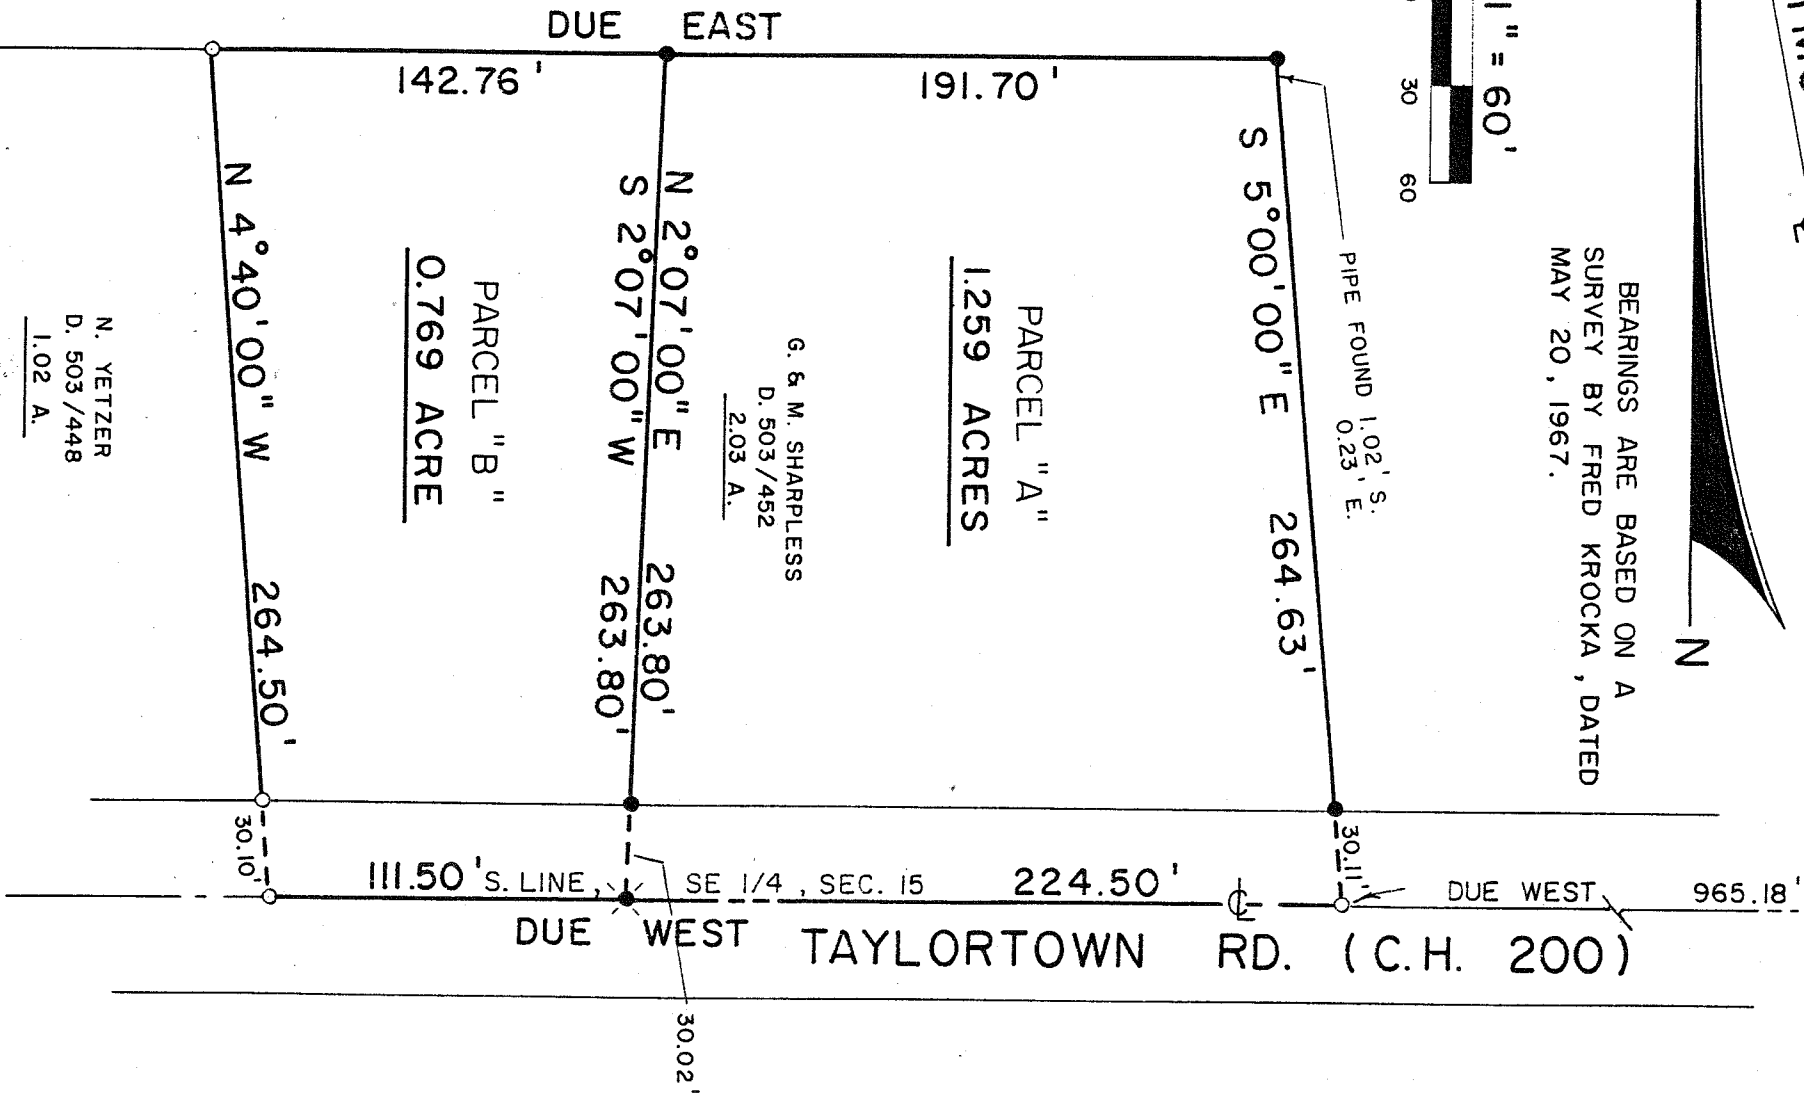 DUE EAST
142.76'
191.70'
1" = 60'
30
60
N
BEARINGS ARE BASED ON A
SURVEY BY FRED KROCKA, DATED
MAY 20, 1967.
PIPE FOUND 1.02' S.
0.23' E.
S 5°00'00" E 264.63'
PARCEL "A"
1.259 ACRES
G. & M. SHARPLESS
D. 503/452
2.03 A.
N 2°07'00" E 263.80'
S 2°07'00" W 263.80'
PARCEL "B"
0.769 ACRE
N 4°40'00" W 264.50'
N. YETZER
D. 503/448
1.02 A.
30.10'
30.11'
111.50' S. LINE, SE 1/4, SEC. 15 224.50' DUE WEST 965.18'
DUE WEST TAYLORTOWN RD. (C.H. 200)
30.02'